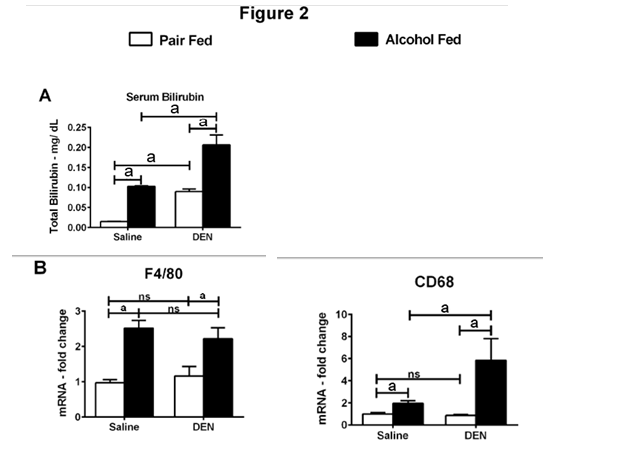 Figure 2
Pair Fed
Alcohol Fed
A
Serum Bilirubin
Total Bilirubin - mg/ dL
0.25
0.20
0.15
0.10
0.05
0.00
a
a
a
a
Saline
DEN
B
F4/80
mRNA - fold change
3
2
1
0
ns
a
a
ns
Saline
DEN
CD68
mRNA - fold change
10
8
6
4
2
0
a
a
ns
a
Saline
DEN